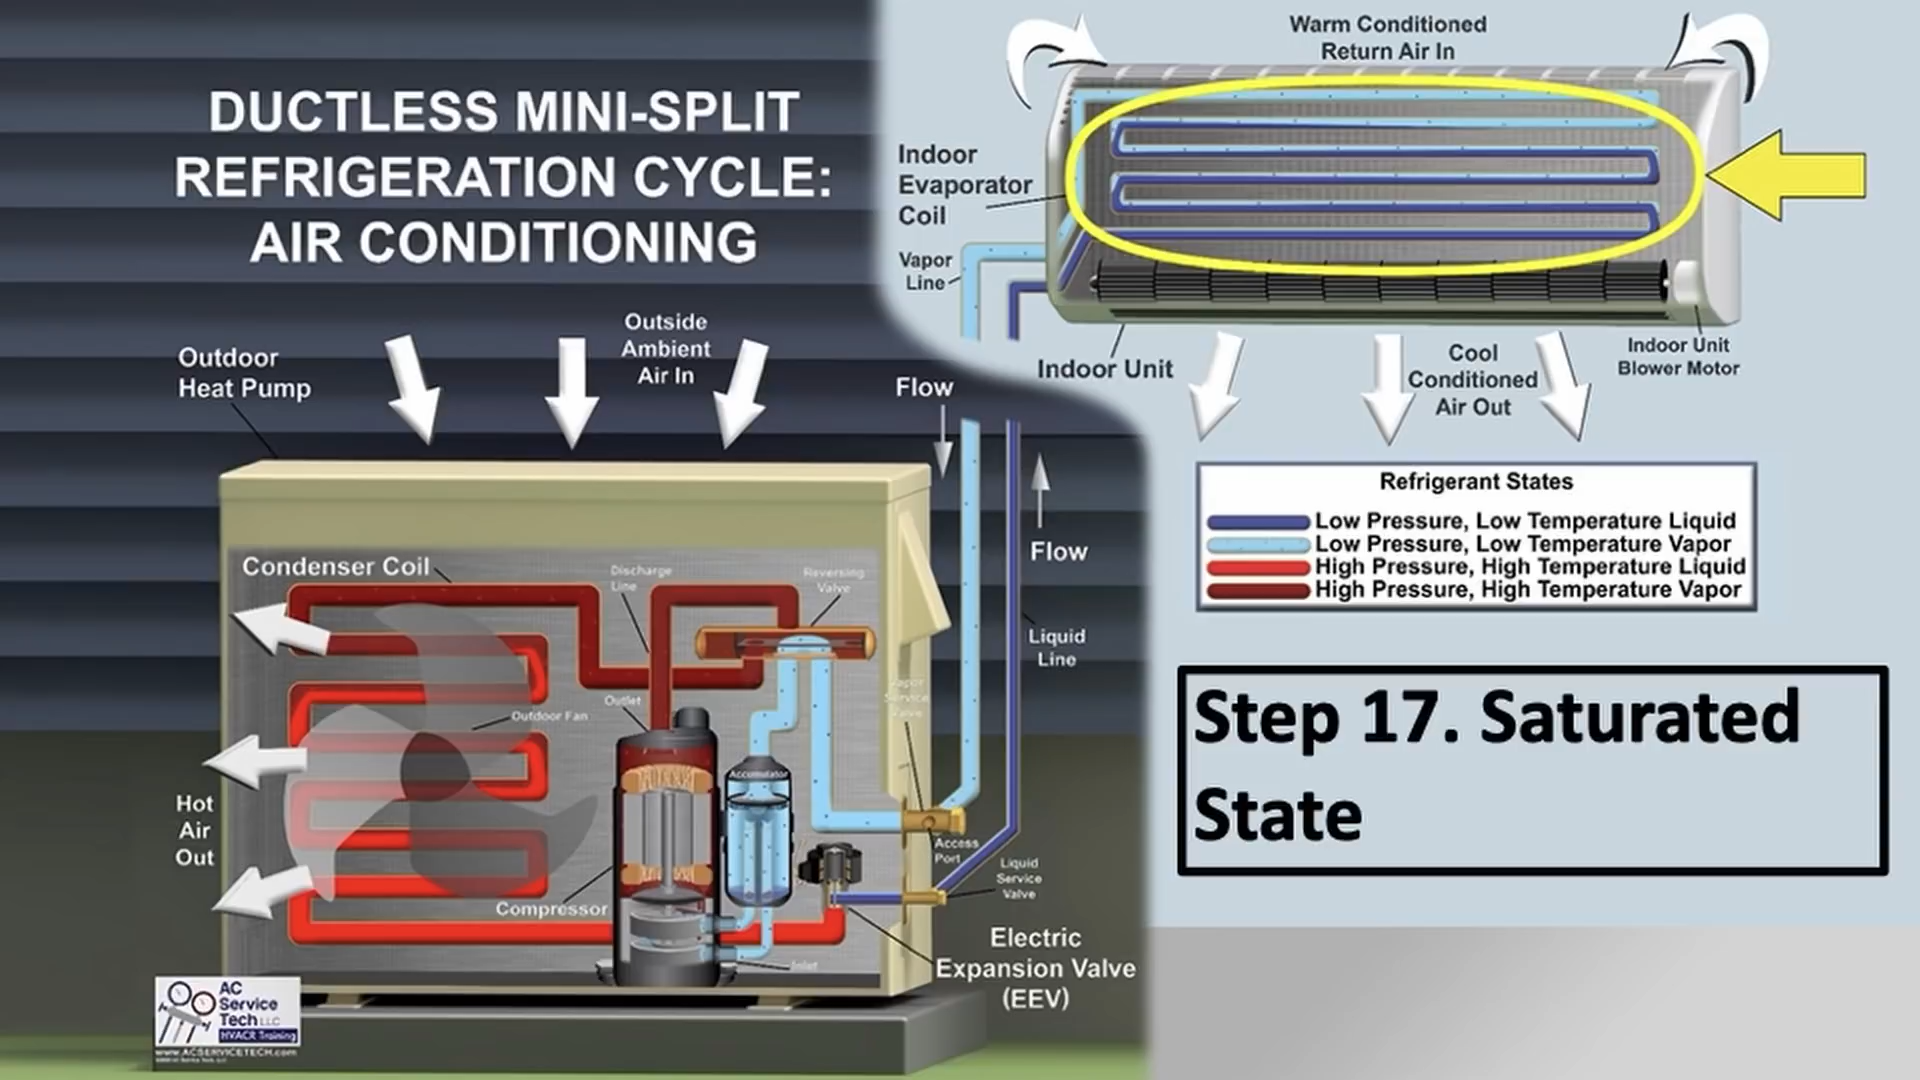 DUCTLESS MINI-SPLIT
REFRIGERATION CYCLE:
AIR CONDITIONING
Warm Conditioned
Return Air In
Indoor
Evaporator
Coil
Vapor
Line
Indoor Unit
Cool
Conditioned
Air Out
Indoor Unit
Blower Motor
Outdoor
Heat Pump
Outside
Ambient
Air In
Flow
Flow
Liquid
Line
Refrigerant States
Low Pressure, Low Temperature Liquid
Low Pressure, Low Temperature Vapor
High Pressure, High Temperature Liquid
High Pressure, High Temperature Vapor
Step 17. Saturated
State
Condenser Coil
Discharge
Line
Reversing
Valve
Vapor
Service
Valve
Outlet
Outdoor Fan
Accumulator
Hot
Air
Out
Compressor
Inlet
Access
Port
Liquid
Service
Valve
Electric
Expansion Valve
(EEV)
AC
Service
Tech LLC
HVACR Training
www.ACSERVICETECH.com